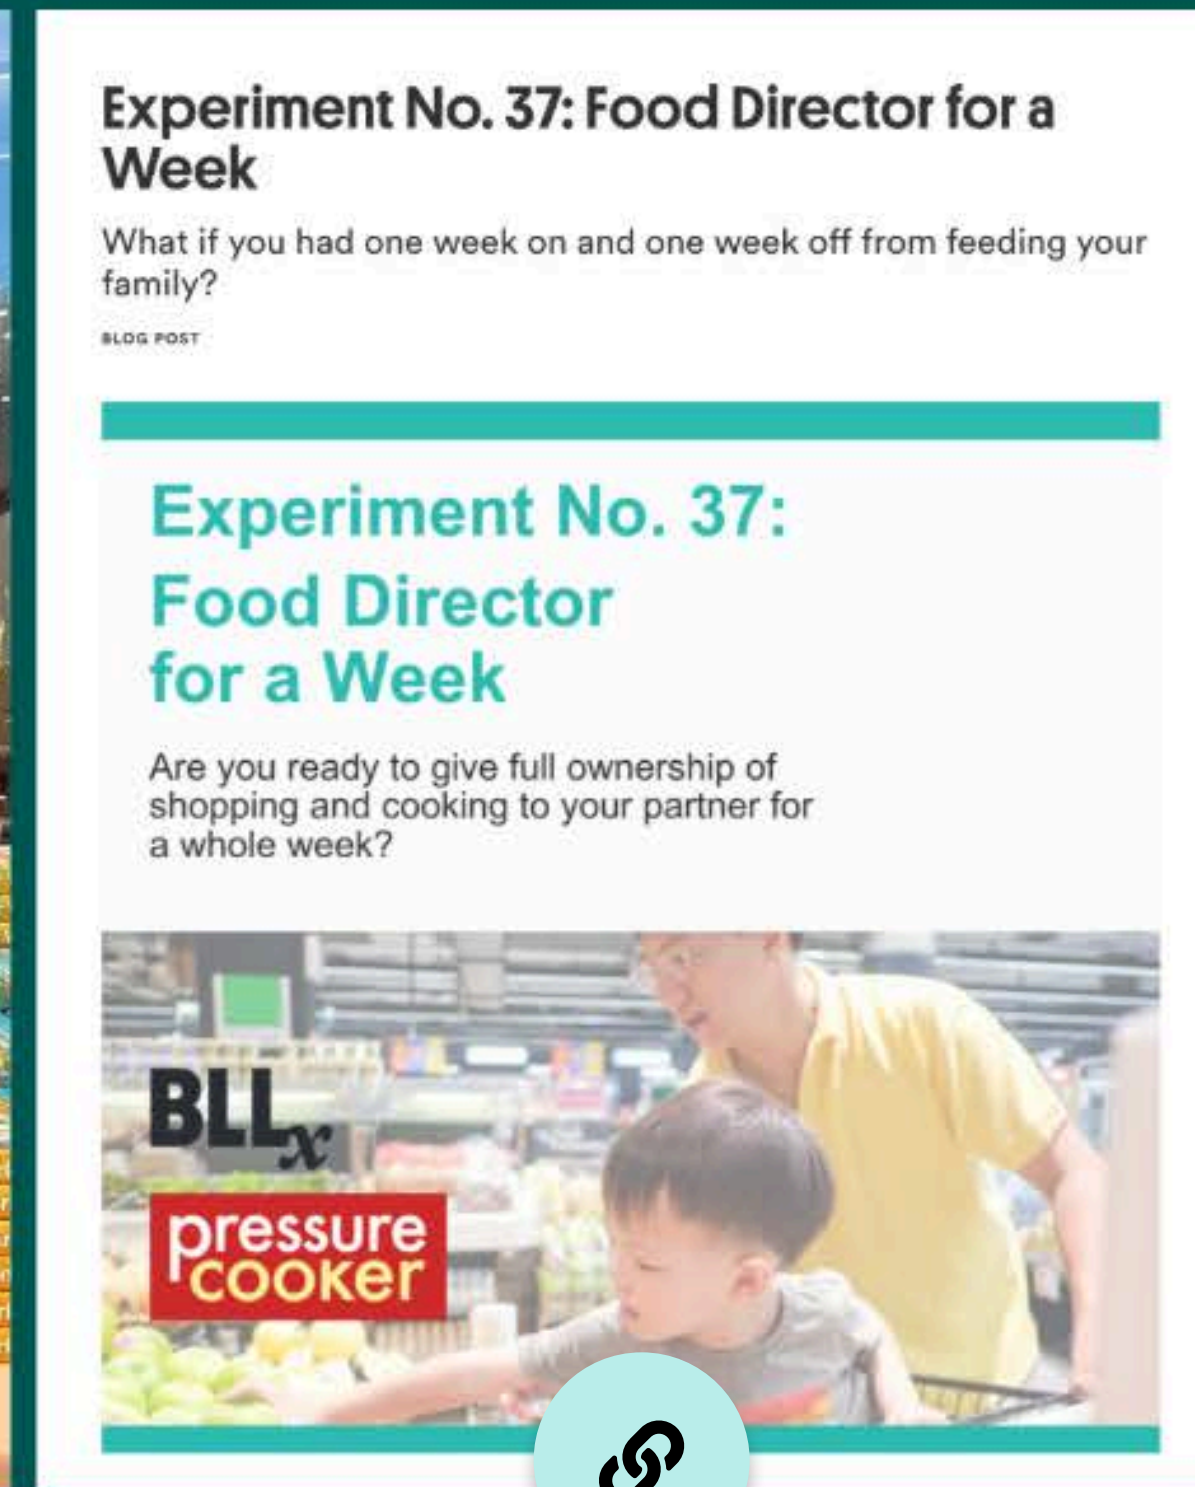 Experiment No. 37: Food Director for a
Week
What if you had one week on and one week off from feeding your
family?
BLOG POST
Experiment No. 37:
Food Director
for a Week
Are you ready to give full ownership of
shopping and cooking to your partner for
a whole week?
BLLx
pressure
cooker